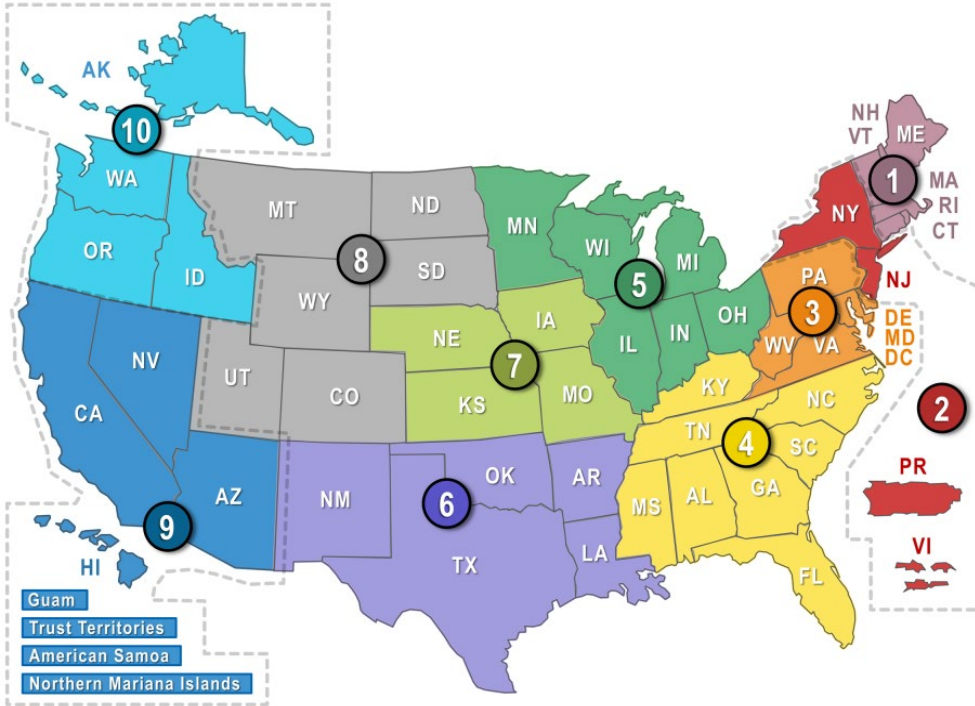 AK
10
NH
VT
ME
WA
1
MA
RI
CT
MT
ND
MN
NY
OR
ID
8
SD
WI
MI
5
PA
NJ
WY
3
DE
MD
DC
IA
NE
OH
IL
IN
WV
VA
NV
UT
CO
7
KS
MO
KY
NC
2
CA
TN
4
SC
PR
AZ
NM
OK
AR
6
MS
AL
GA
9
VI
HI
TX
LA
FL
Guam
Trust Territories
American Samoa
Northern Mariana Islands